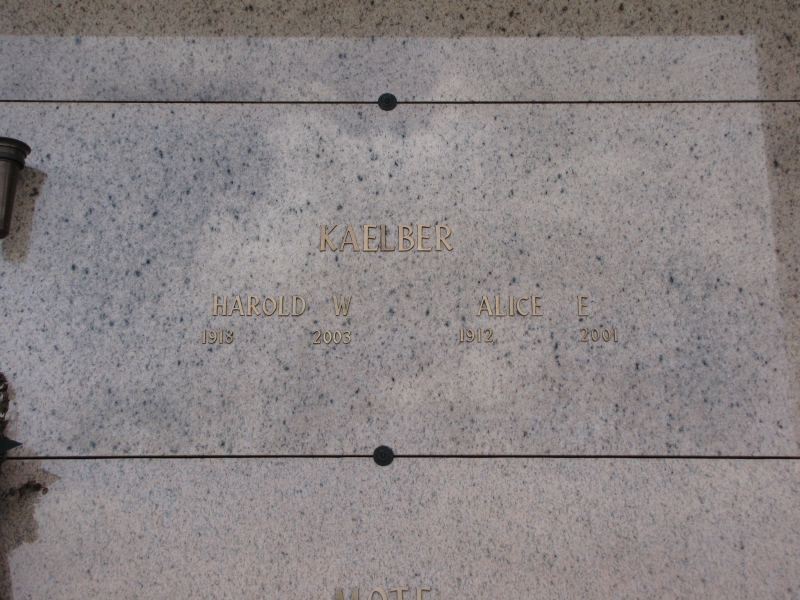 KAELBER
HAROLD W ALICE E
1918 2003 1912 2001